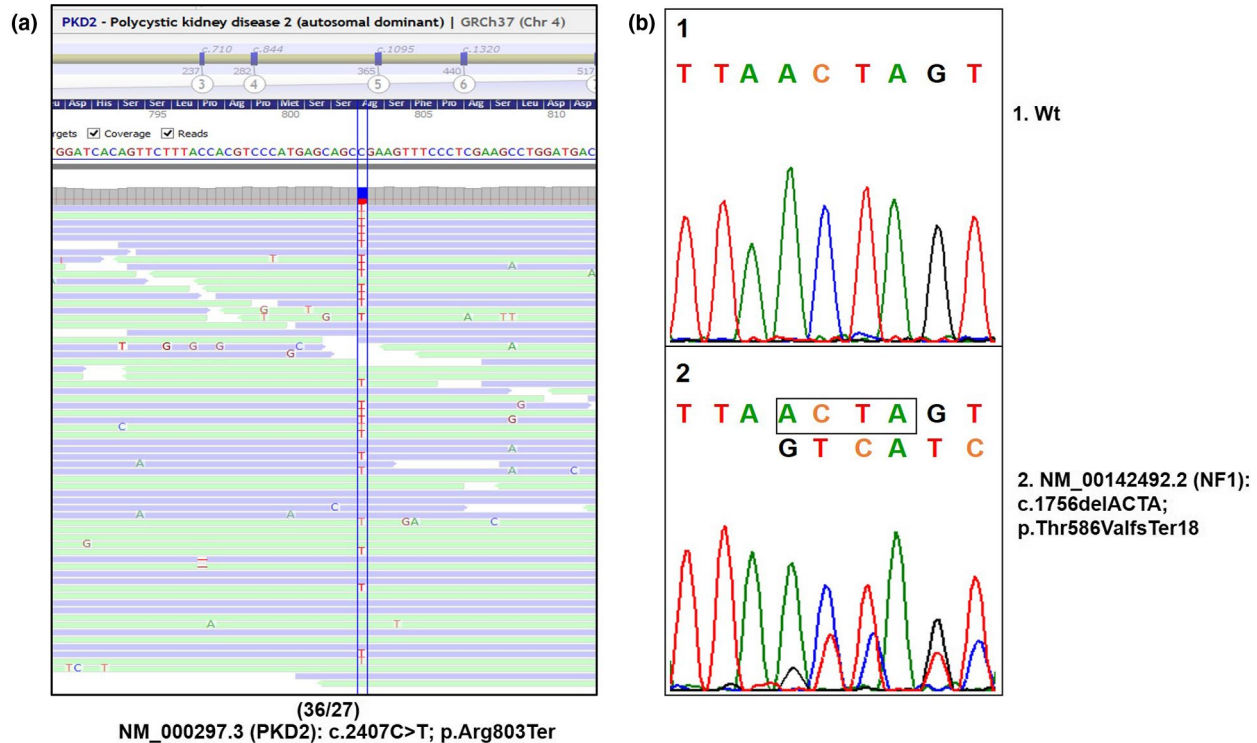 (a)
PKD2 - Polycystic kidney disease 2 (autosomal dominant) | GRCh37 (Chr 4)
c.710 c.844 c.1095 c.1320
237 282 365 440 517
3 4 5 6
Asp His Ser Ser Leu Pro Arg Pro Met Ser Ser Arg Ser Phe Pro Arg Ser Leu Asp Asp
795 800 805 810
rgets Coverage Reads
GGATCACAGTTCTTTACCACGTCCCATGAGCAGCCGAAGTTTCCCTCGAAGCCTGGATGAC
(36/27)
NM_000297.3 (PKD2): c.2407C>T; p.Arg803Ter
(b)
1
T T A A C T A G T
1. Wt
2
T T A A C T A G T
G T C A T C
2. NM_00142492.2 (NF1):
c.1756delACTA;
p.Thr586ValfsTer18